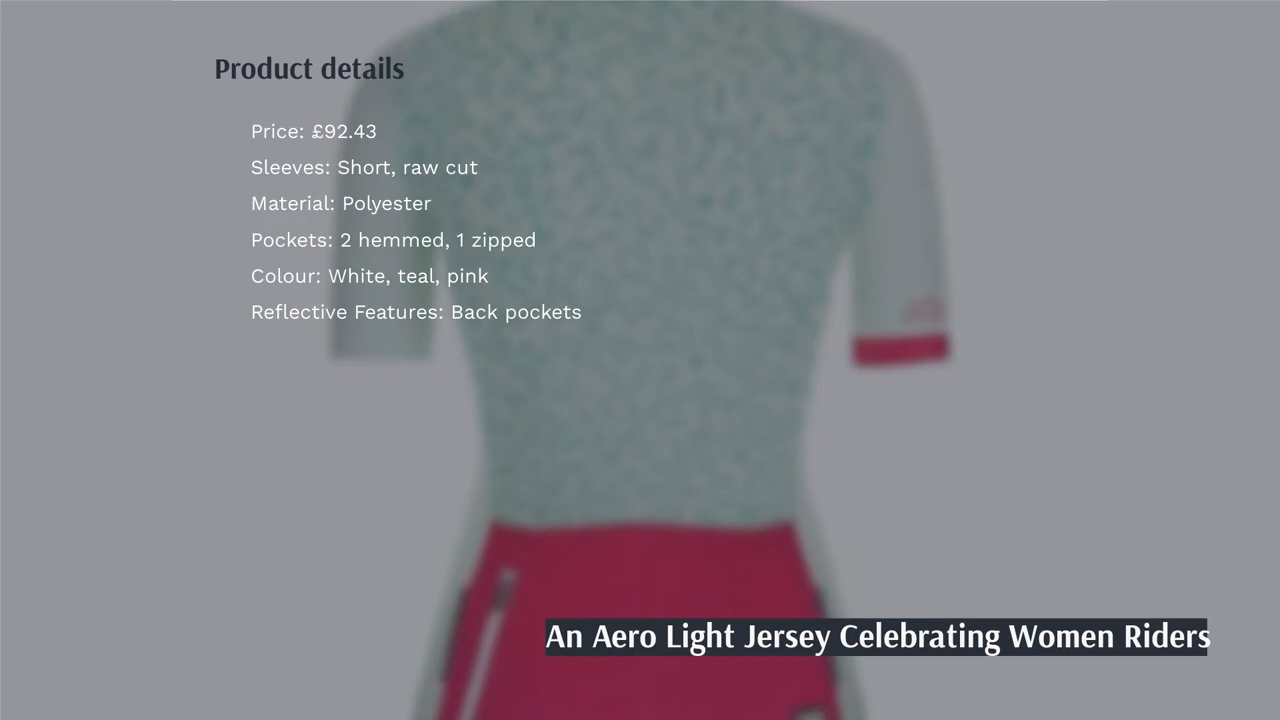 Product details
Price: £92.43
Sleeves: Short, raw cut
Material: Polyester
Pockets: 2 hemmed, 1 zipped
Colour: White, teal, pink
Reflective Features: Back pockets
An Aero Light Jersey Celebrating Women Riders